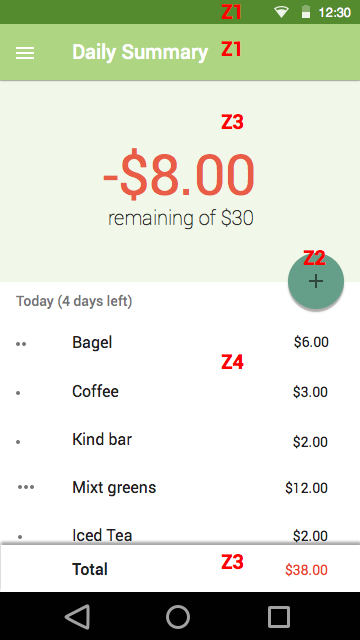 Z1 12:30
Daily Summary Z1
Z3
-$8.00
remaining of $30
Z2
+
Today (4 days left)
Bagel $6.00
Z4
Coffee $3.00
Kind bar $2.00
Mixt greens $12.00
Iced Tea $2.00
Z3
Total $38.00